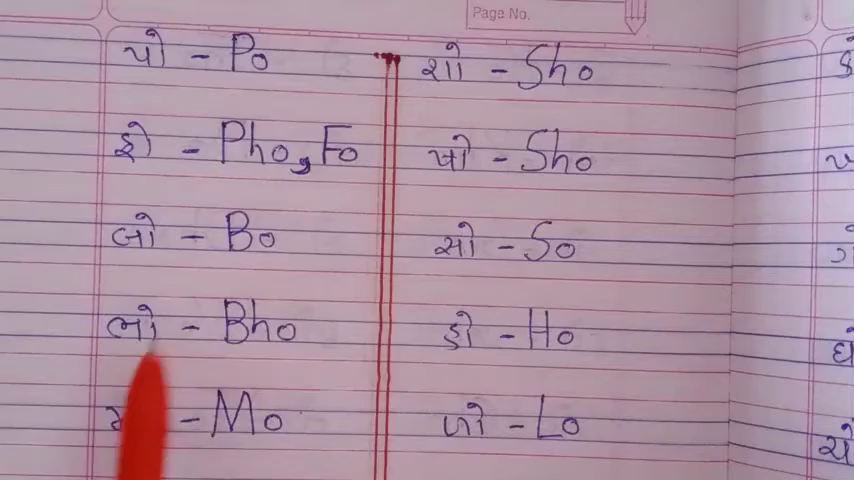 Page No.
પો - Po
ફો - Pho, Fo
બો - Bo
ભો - Bho
- Mo
શો - Sho
ષો - Sho
સો - So
હો - Ho
ળો - Lo